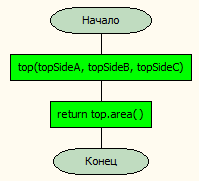 Начало
top(topSideA, topSideB, topSideC)
return top.area( )
Конец